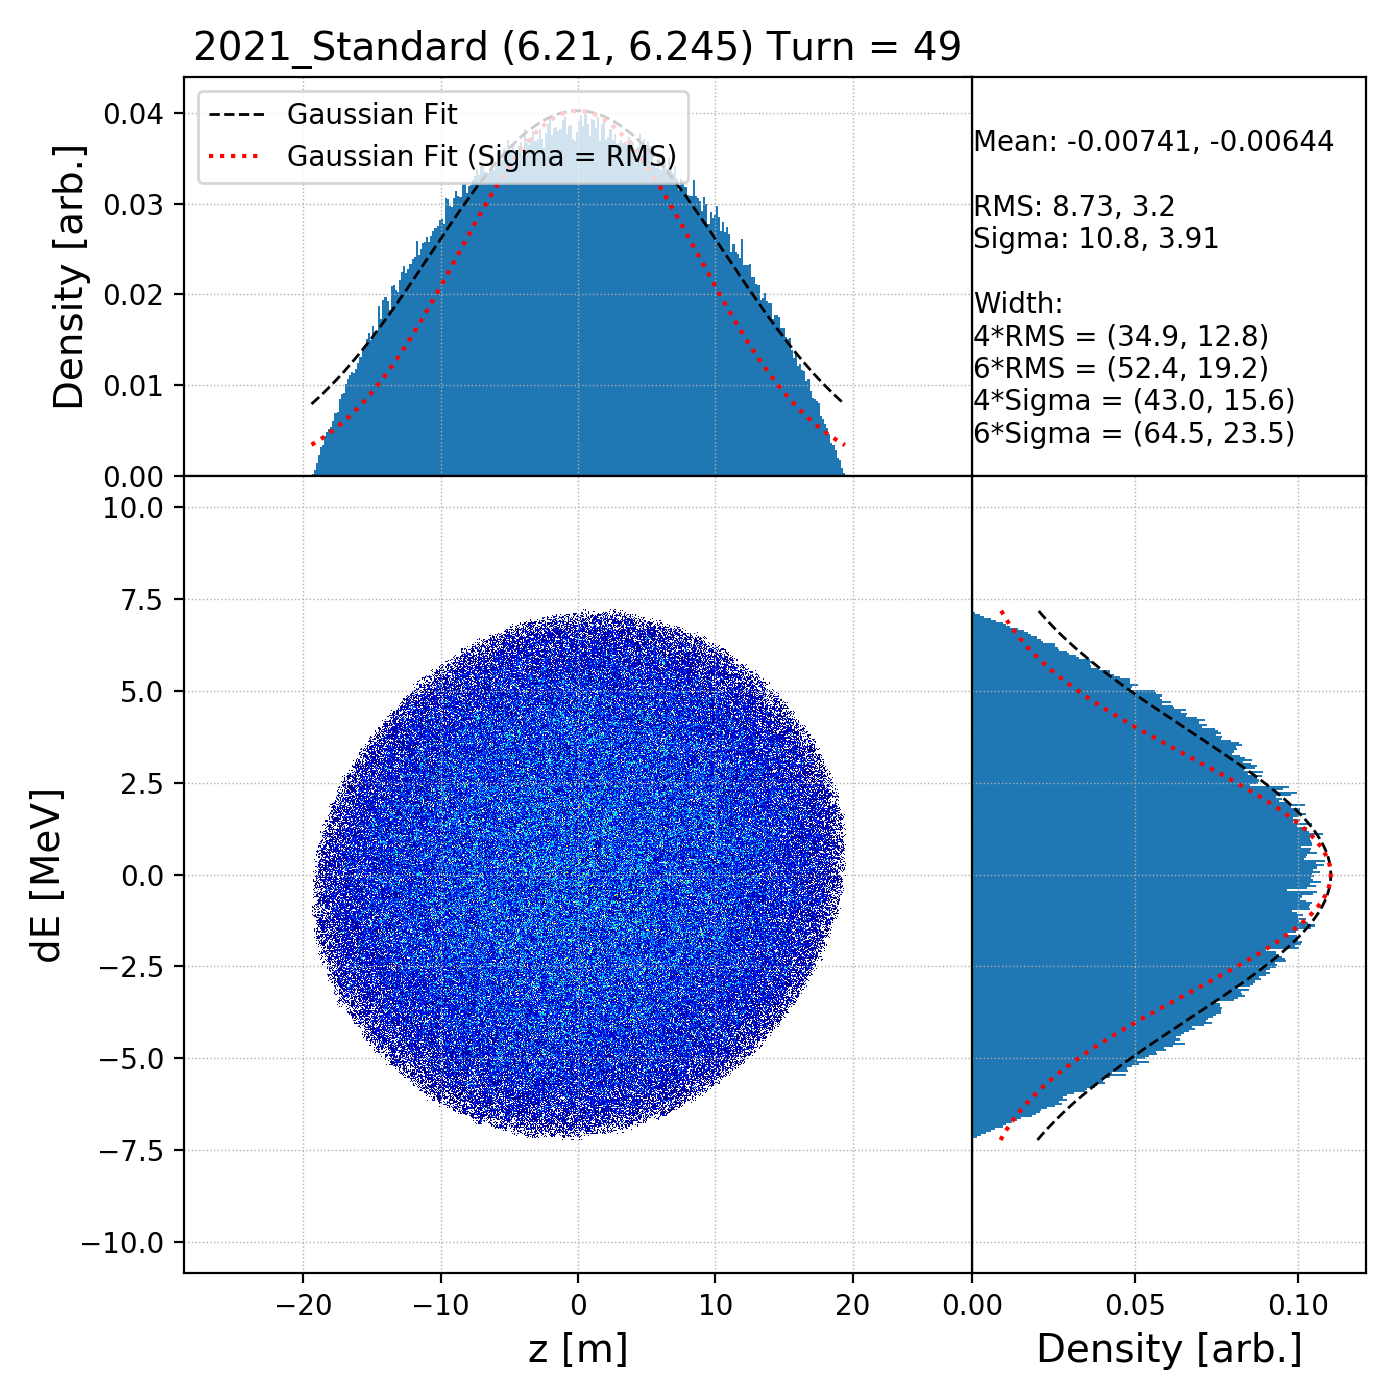 2021_Standard (6.21, 6.245) Turn = 49
Gaussian Fit
Gaussian Fit (Sigma = RMS)
Density [arb.]
0.04
0.03
0.02
0.01
0.00
Mean: -0.00741, -0.00644
RMS: 8.73, 3.2
Sigma: 10.8, 3.91
Width:
4*RMS = (34.9, 12.8)
6*RMS = (52.4, 19.2)
4*Sigma = (43.0, 15.6)
6*Sigma = (64.5, 23.5)
dE [MeV]
10.0
7.5
5.0
2.5
0.0
−2.5
−5.0
−7.5
−10.0
−20 −10 0 10 20
z [m]
0.00 0.05 0.10
Density [arb.]